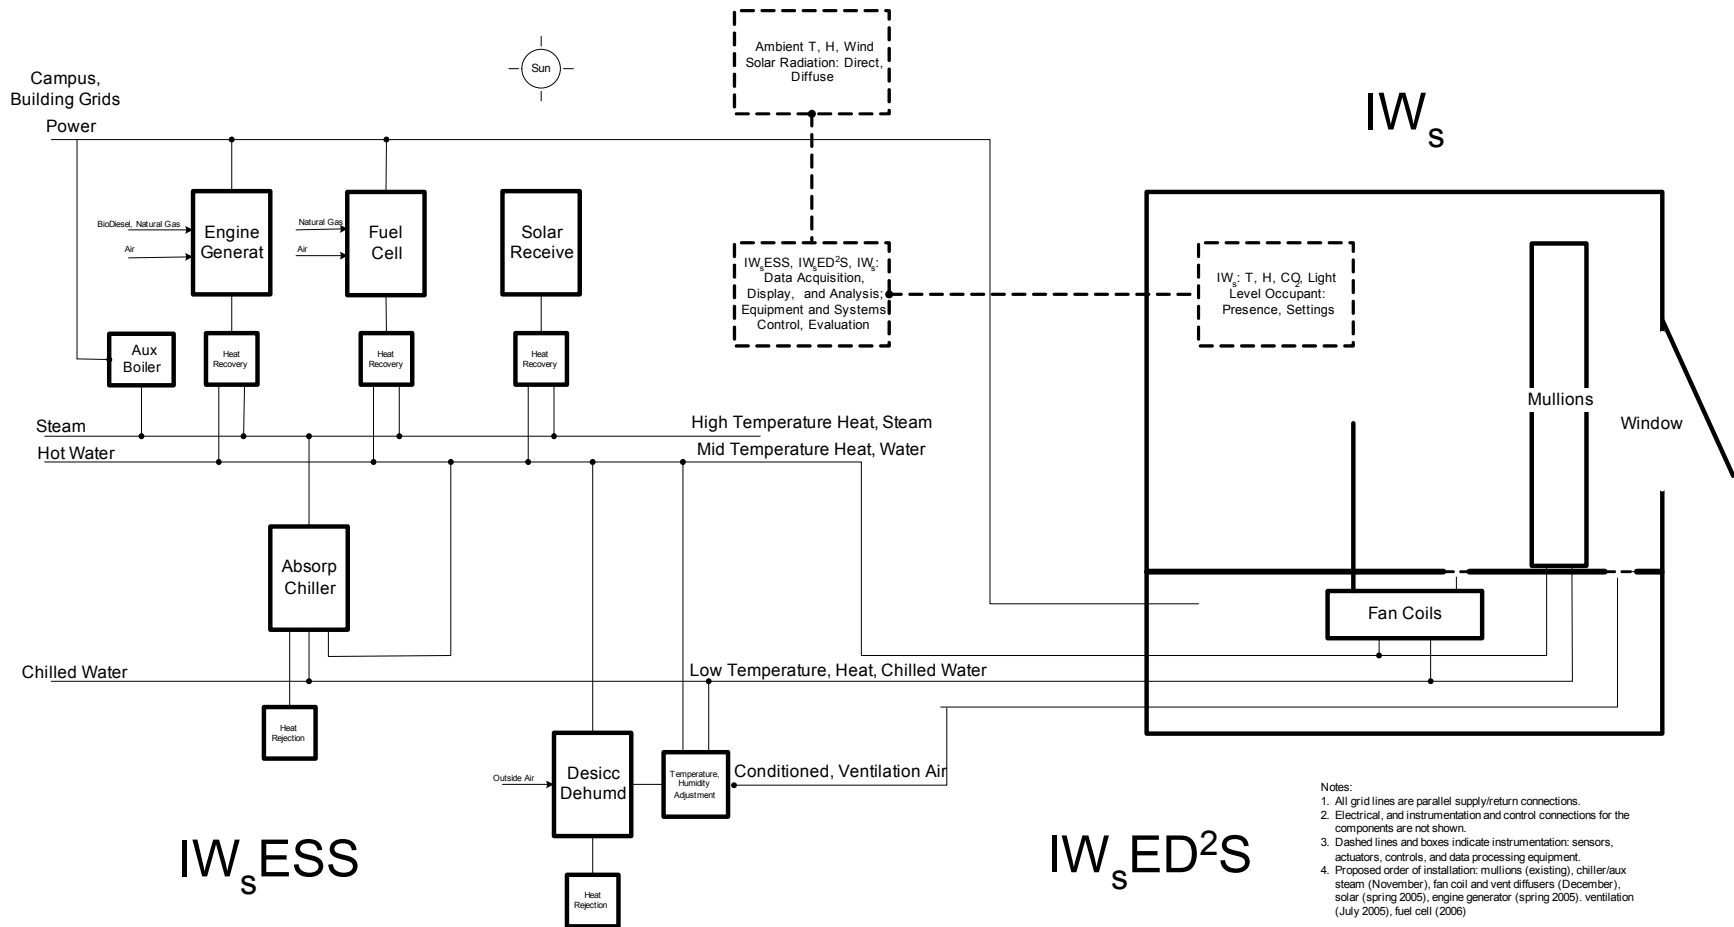 Ambient T, H, Wind
Solar Radiation: Direct,
Diffuse
Sun
Campus,
Building Grids
Power
IWs
BioDiesel, Natural Gas
Air
Engine
Generat
Natural Gas
Air
Fuel
Cell
Solar
Receive
IWsESS, IWsED²S, IWs:
Data Acquisition,
Display, and Analysis;
Equipment and Systems
Control, Evaluation
IWs: T, H, CO2, Light
Level Occupant:
Presence, Settings
Aux
Boiler
Heat
Recovery
Heat
Recovery
Heat
Recovery
Mullions
Window
Steam
High Temperature Heat, Steam
Hot Water
Mid Temperature Heat, Water
Absorp
Chiller
Fan Coils
Chilled Water
Low Temperature, Heat, Chilled Water
Heat
Rejection
Outside Air
Desicc
Dehumd
Temperature,
Humidity
Adjustment
Conditioned, Ventilation Air
IWsESS
Heat
Rejection
IWsED²S
Notes:
1. All grid lines are parallel supply/return connections.
2. Electrical, and instrumentation and control connections for the
components are not shown.
3. Dashed lines and boxes indicate instrumentation: sensors,
actuators, controls, and data processing equipment.
4. Proposed order of installation: mullions (existing), chiller/aux
steam (November), fan coil and vent diffusers (December),
solar (spring 2005), engine generator (spring 2005). ventilation
(July 2005), fuel cell (2006)